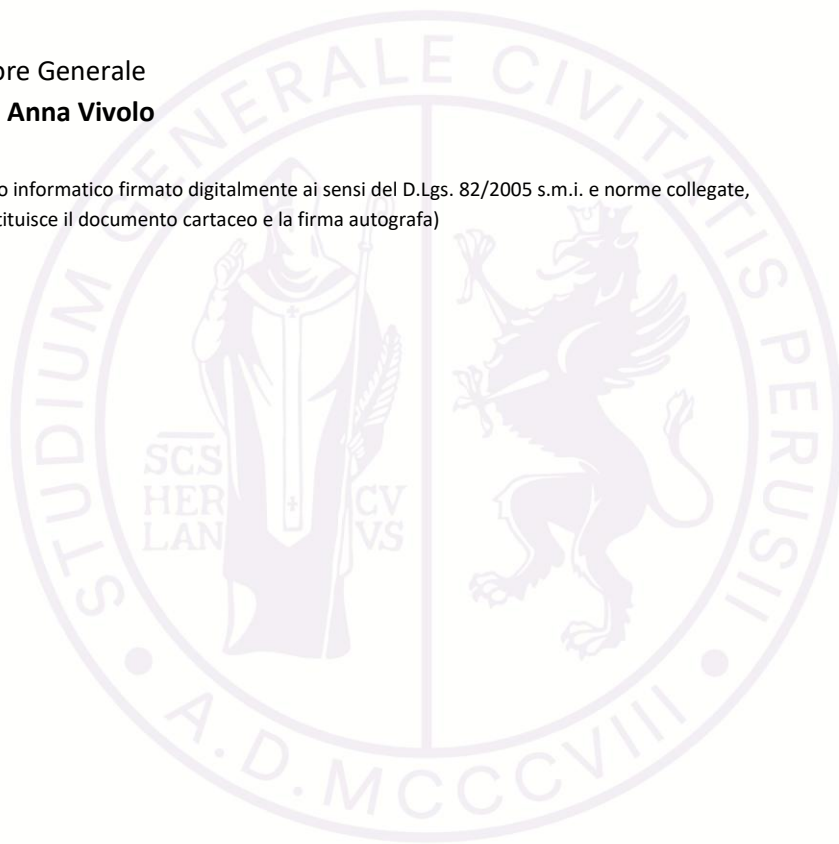 ore Generale
Anna Vivolo
o informatico firmato digitalmente ai sensi del D.Lgs. 82/2005 s.m.i. e norme collegate,
tituisce il documento cartaceo e la firma autografa)
STUDIUM GENERALE CIVITATIS PERUSII
SCS
HER
LAN
CV
VS
A.D. MCCCVIII